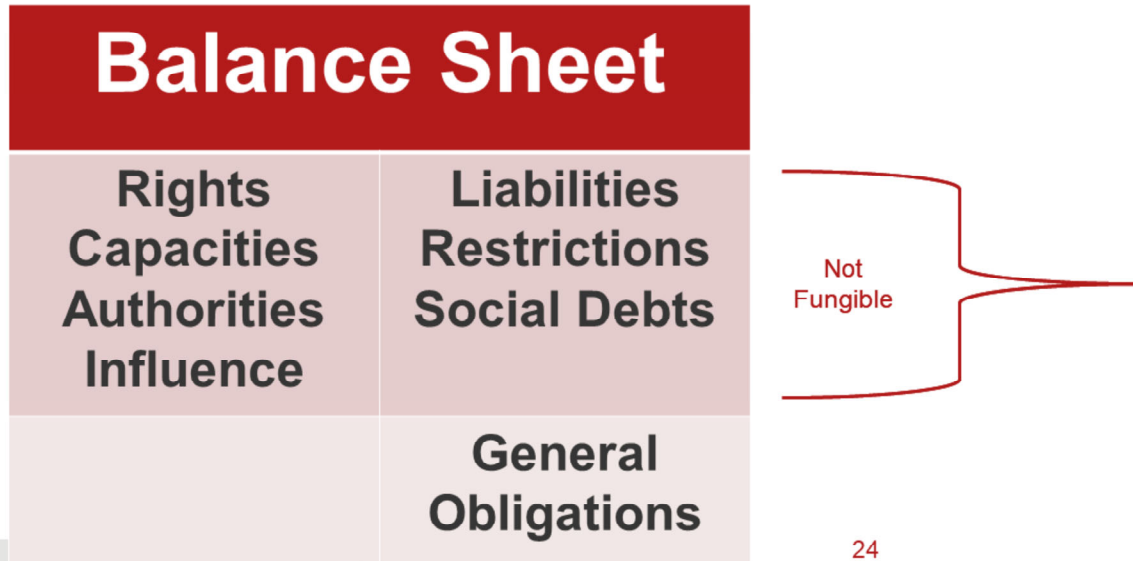 Balance Sheet
Rights
Capacities
Authorities
Influence
Liabilities
Restrictions
Social Debts
Not
Fungible
General
Obligations
24